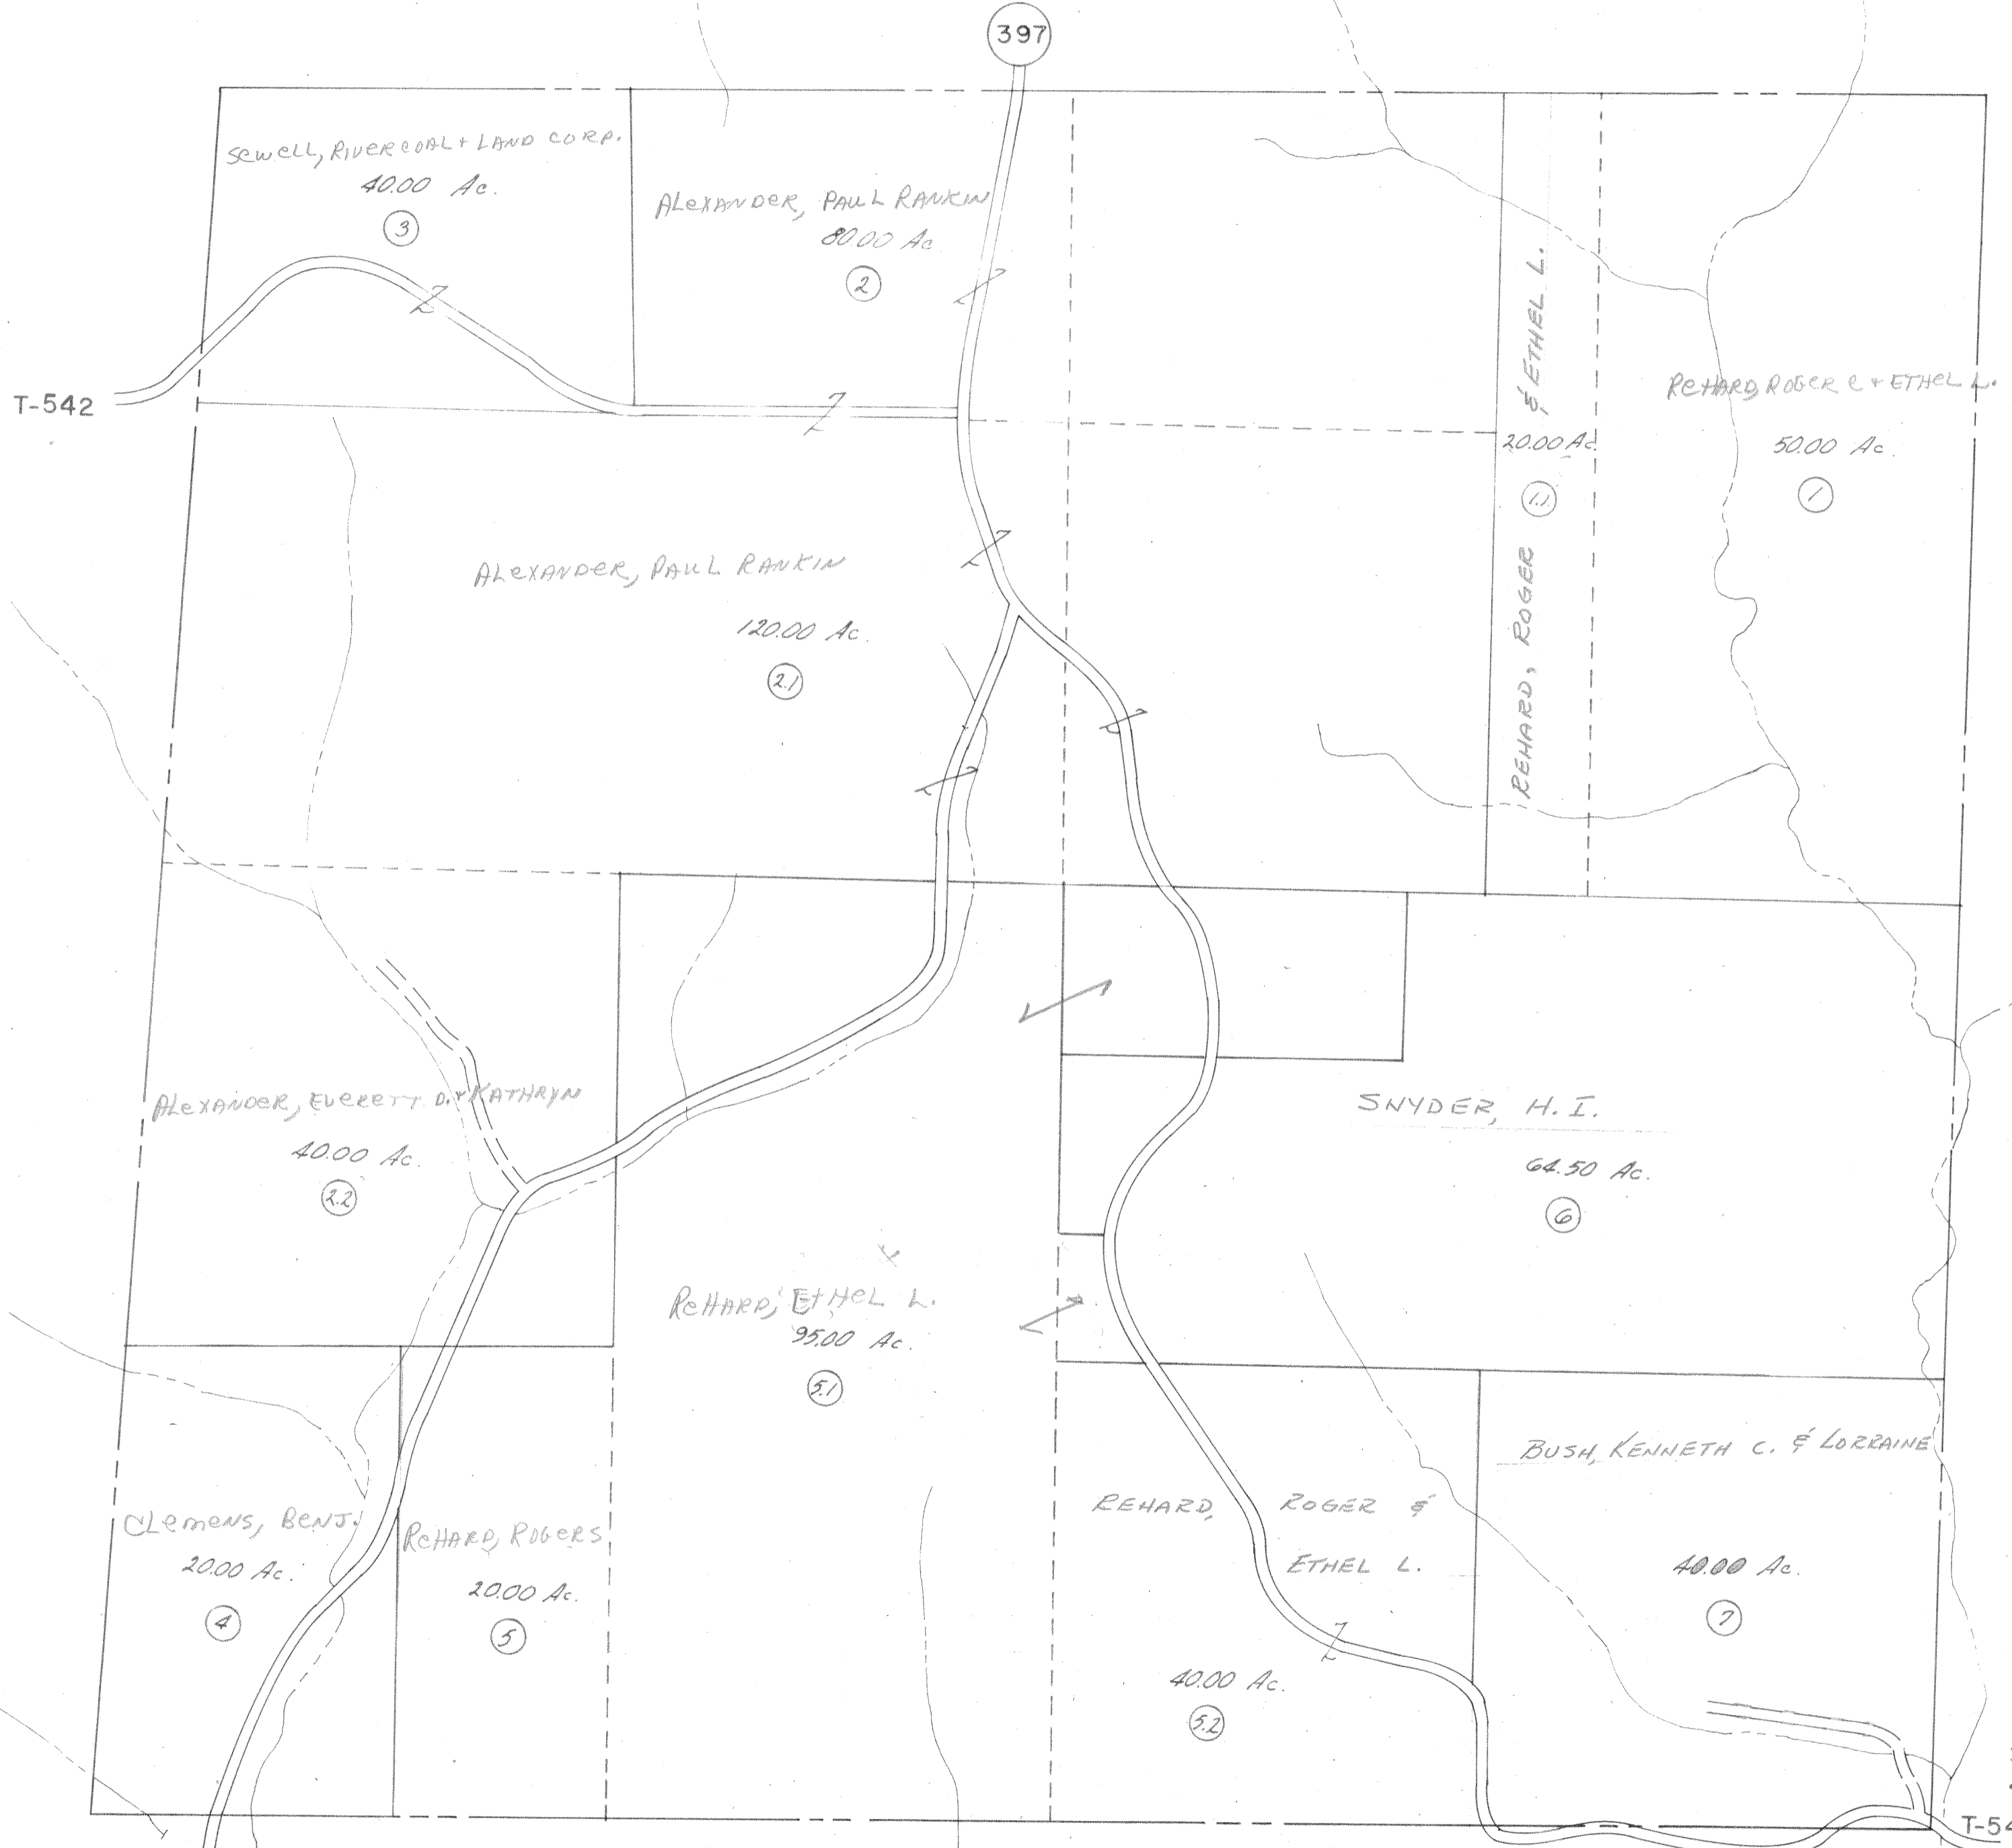 397
SEWELL, RIVER COAL + LAND CORP.
40.00 Ac.
3
ALEXANDER, PAUL RANKIN
80.00 Ac
2
T-542
REHARD, ROGER & ETHEL L.
20.00 Ac
1.1
REHARD, ROGER C + ETHEL L.
50.00 Ac.
1
ALEXANDER, PAUL RANKIN
120.00 Ac.
2.1
ALEXANDER, EVERETT D. + KATHRYN
40.00 Ac.
2.2
SNYDER, H. I.
64.50 Ac.
6
REHARD, ETHEL L.
95.00 Ac.
5.1
BUSH, KENNETH C. & LORRAINE
40.00 Ac.
7
REHARD, ROGER &
ETHEL L.
40.00 Ac.
5.2
CLEMENS, BENJ.
20.00 Ac.
4
REHARD, ROGERS
20.00 Ac.
5
T-54